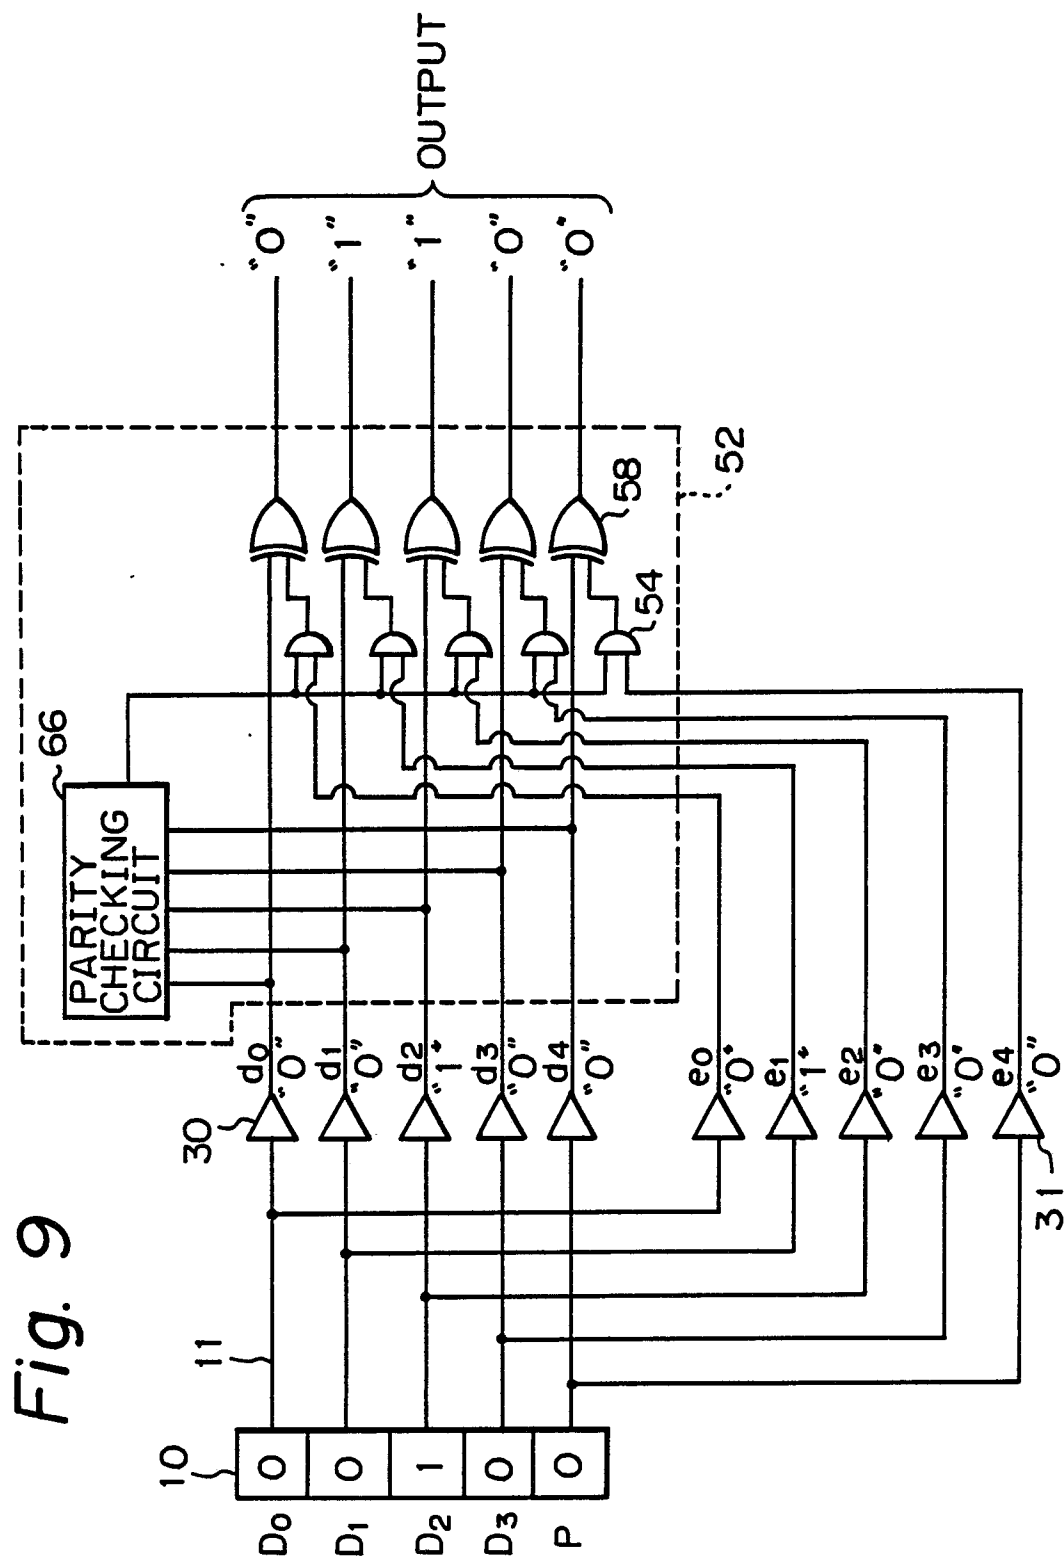 Fig. 9
10
11
30
31
D0
D1
D2
D3
P
0
0
1
0
0
d0
"0"
d1
"0"
d2
"1"
d3
"0"
d4
"0"
e0
"0"
e1
"1"
e2
"0"
e3
"0"
e4
"0"
66
PARITY
CHECKING
CIRCUIT
54
58
52
"0"
"1"
"1"
"0"
"0"
OUTPUT